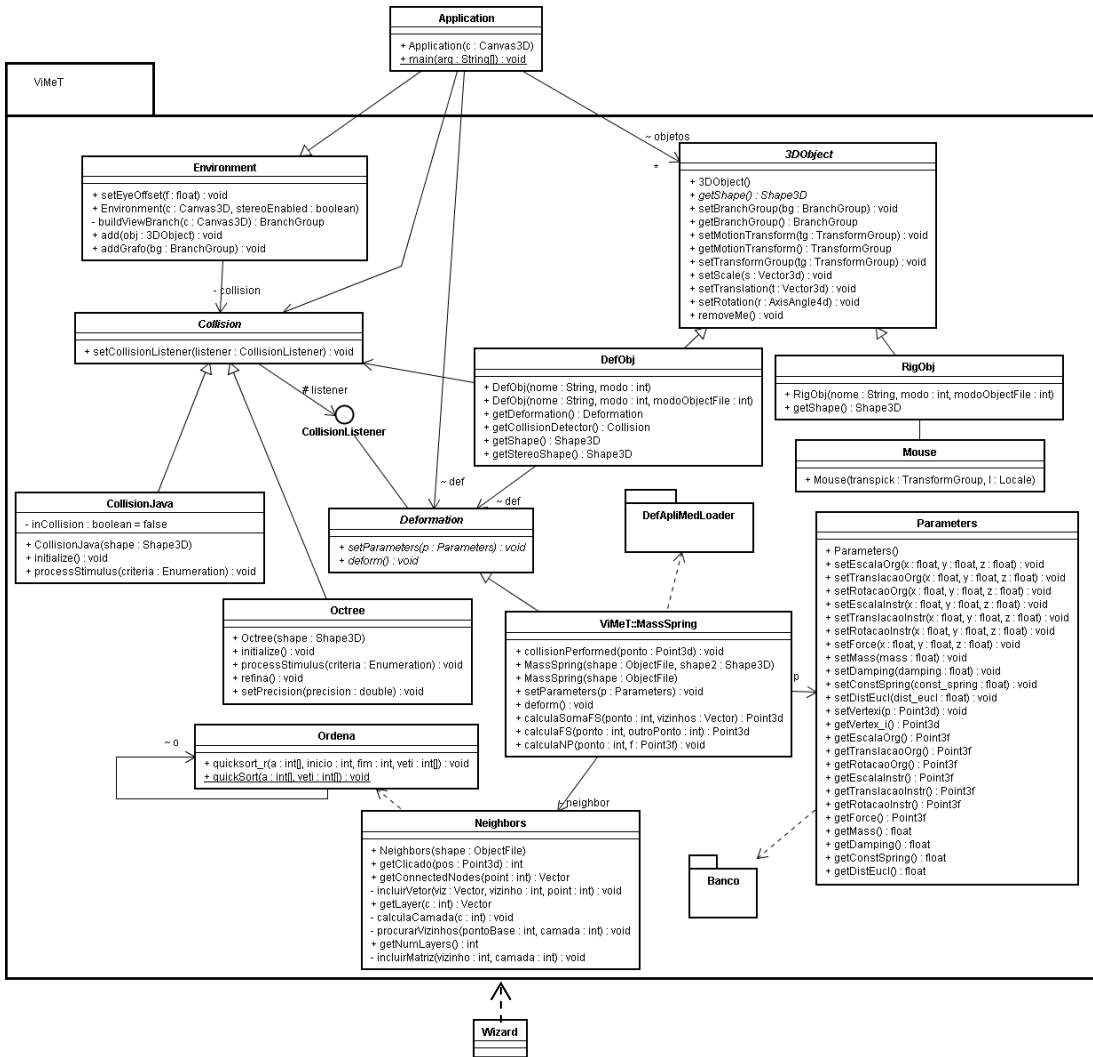 Application
+ Application(c : Canvas3D)
+ main(arg : String[]) : void
ViMeT
~ objetos
*
Environment
+ setEyeOffset(f : float) : void
+ Environment(c : Canvas3D, stereoEnabled : boolean)
- buildViewBranch(c : Canvas3D) : BranchGroup
+ add(obj : 3DObject) : void
+ addGrafo(bg : BranchGroup) : void
3DObject
+ 3DObject()
+ getShape() : Shape3D
+ setBranchGroup(bg : BranchGroup) : void
+ getBranchGroup() : BranchGroup
+ setMotionTransform(tg : TransformGroup) : void
+ getMotionTransform() : TransformGroup
+ setTransformGroup(tg : TransformGroup) : void
+ setScale(s : Vector3d) : void
+ setTranslation(t : Vector3d) : void
+ setRotation(r : AxisAngle4d) : void
+ removeMe() : void
- collision
Collision
+ setCollisionListener(listener : CollisionListener) : void
# listener
CollisionListener
DefObj
+ DefObj(nome : String, modo : int)
+ DefObj(nome : String, modo : int, modoObjectFile : int)
+ getDeformation() : Deformation
+ getCollisionDetector() : Collision
+ getShape() : Shape3D
+ getStereoShape() : Shape3D
RigObj
+ RigObj(nome : String, modo : int, modoObjectFile : int)
+ getShape() : Shape3D
Mouse
+ Mouse(transpick : TransformGroup, l : Locale)
~ def
~ def
CollisionJava
- inCollision : boolean = false
+ CollisionJava(shape : Shape3D)
+ initialize() : void
+ processStimulus(criteria : Enumeration) : void
Deformation
+ setParameters(p : Parameters) : void
+ deform() : void
DefApliMedLoader
Parameters
+ Parameters()
+ setEscalaOrg(x : float, y : float, z : float) : void
+ setTranslacaoOrg(x : float, y : float, z : float) : void
+ setRotacaoOrg(x : float, y : float, z : float) : void
+ setEscalaInstr(x : float, y : float, z : float) : void
+ setTranslacaoInstr(x : float, y : float, z : float) : void
+ setRotacaoInstr(x : float, y : float, z : float) : void
+ setForce(x : float, y : float, z : float) : void
+ setMass(mass : float) : void
+ setDamping(damping : float) : void
+ setConstSpring(const_spring : float) : void
+ setDistEucl(dist_eucl : float) : void
+ setVertexi(p : Point3d) : void
+ getVertex_i() : Point3d
+ getEscalaOrg() : Point3f
+ getTranslacaoOrg() : Point3f
+ getRotacaoOrg() : Point3f
+ getEscalaInstr() : Point3f
+ getTranslacaoInstr() : Point3f
+ getRotacaoInstr() : Point3f
+ getForce() : Point3f
+ getMass() : float
+ getDamping() : float
+ getConstSpring() : float
+ getDistEucl() : float
Octree
+ Octree(shape : Shape3D)
+ initialize() : void
+ processStimulus(criteria : Enumeration) : void
+ refina() : void
+ setPrecision(precision : double) : void
ViMeT::MassSpring
+ collisionPerformed(ponto : Point3d) : void
+ MassSpring(shape : ObjectFile, shape2 : Shape3D)
+ MassSpring(shape : ObjectFile)
+ setParameters(p : Parameters) : void
+ deform() : void
+ calculaSomaFS(ponto : int, vizinhos : Vector) : Point3d
+ calculaFS(ponto : int, outroPonto : int) : Point3d
+ calculaNP(ponto : int, f : Point3f) : void
p
~ o
Ordena
+ quicksort_r(a : int[], inicio : int, fim : int, veti : int[]) : void
+ quickSort(a : int[], veti : int[]) : void
- neighbor
Neighbors
+ Neighbors(shape : ObjectFile)
+ getClicado(pos : Point3d) : int
+ getConnectedNodes(point : int) : Vector
- incluirVetor(viz : Vector, vizinho : int, point : int) : void
+ getLayer(c : int) : Vector
- calculaCamada(c : int) : void
- procurarVizinhos(pontoBase : int, camada : int) : void
+ getNumLayers() : int
- incluirMatriz(vizinho : int, camada : int) : void
Banco
Wizard